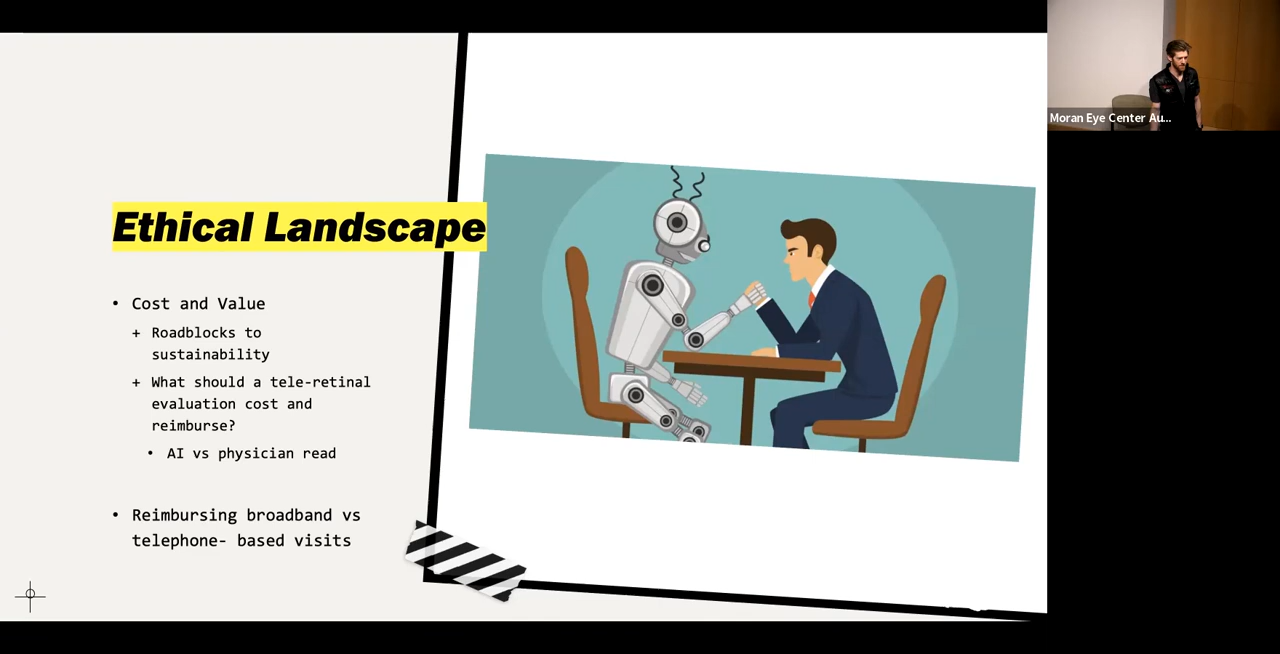 Ethical Landscape
• Cost and Value
+ Roadblocks to
sustainability
+ What should a tele-retinal
evaluation cost and
reimburse?
• AI vs physician read
• Reimbursing broadband vs
telephone- based visits
Moran Eye Center Au...